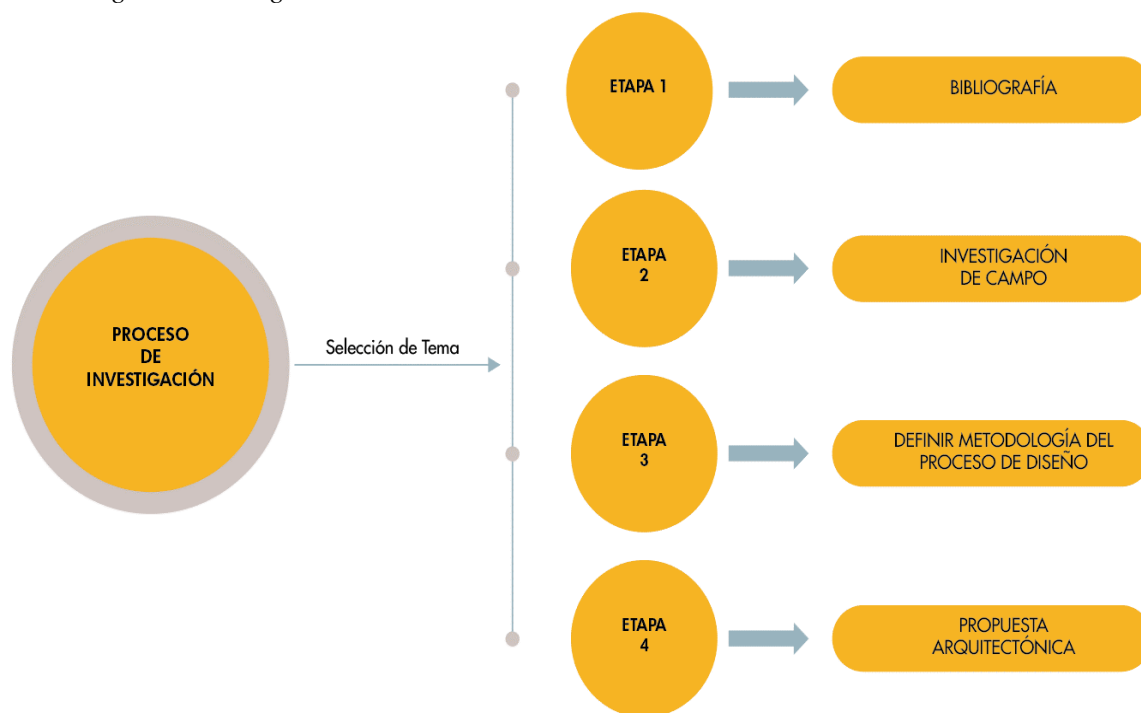 PROCESO
DE
INVESTIGACIÓN
Selección de Tema
ETAPA 1
BIBLIOGRAFÍA
ETAPA
2
INVESTIGACIÓN
DE CAMPO
ETAPA
3
DEFINIR METODOLOGÍA DEL
PROCESO DE DISEÑO
ETAPA
4
PROPUESTA
ARQUITECTÓNICA